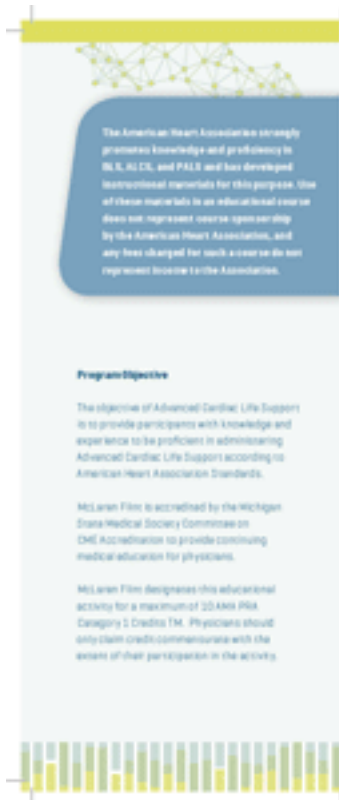 The American Heart Association strongly
promotes knowledge and proficiency in
BLS, ALCS, and PALS and has developed
instructional materials for this purpose. Use
of these materials in an educational course
does not represent course sponsorship
by the American Heart Association, and
any fees charged for such a course do not
represent income to the Association.
Program Objective
The objective of Advanced Cardiac Life Support
is to provide participants with knowledge and
experience to be proficient in administering
Advanced Cardiac Life Support according to
American Heart Association Standards.
McLaren Flint is accredited by the Michigan
State Medical Society Committee on
CME Accreditation to provide continuing
medical education for physicians.
McLaren Flint designates this educational
activity for a maximum of 10 AMA PRA
Category 1 Credits TM. Physicians should
only claim credit commensurate with the
extent of their participation in the activity.